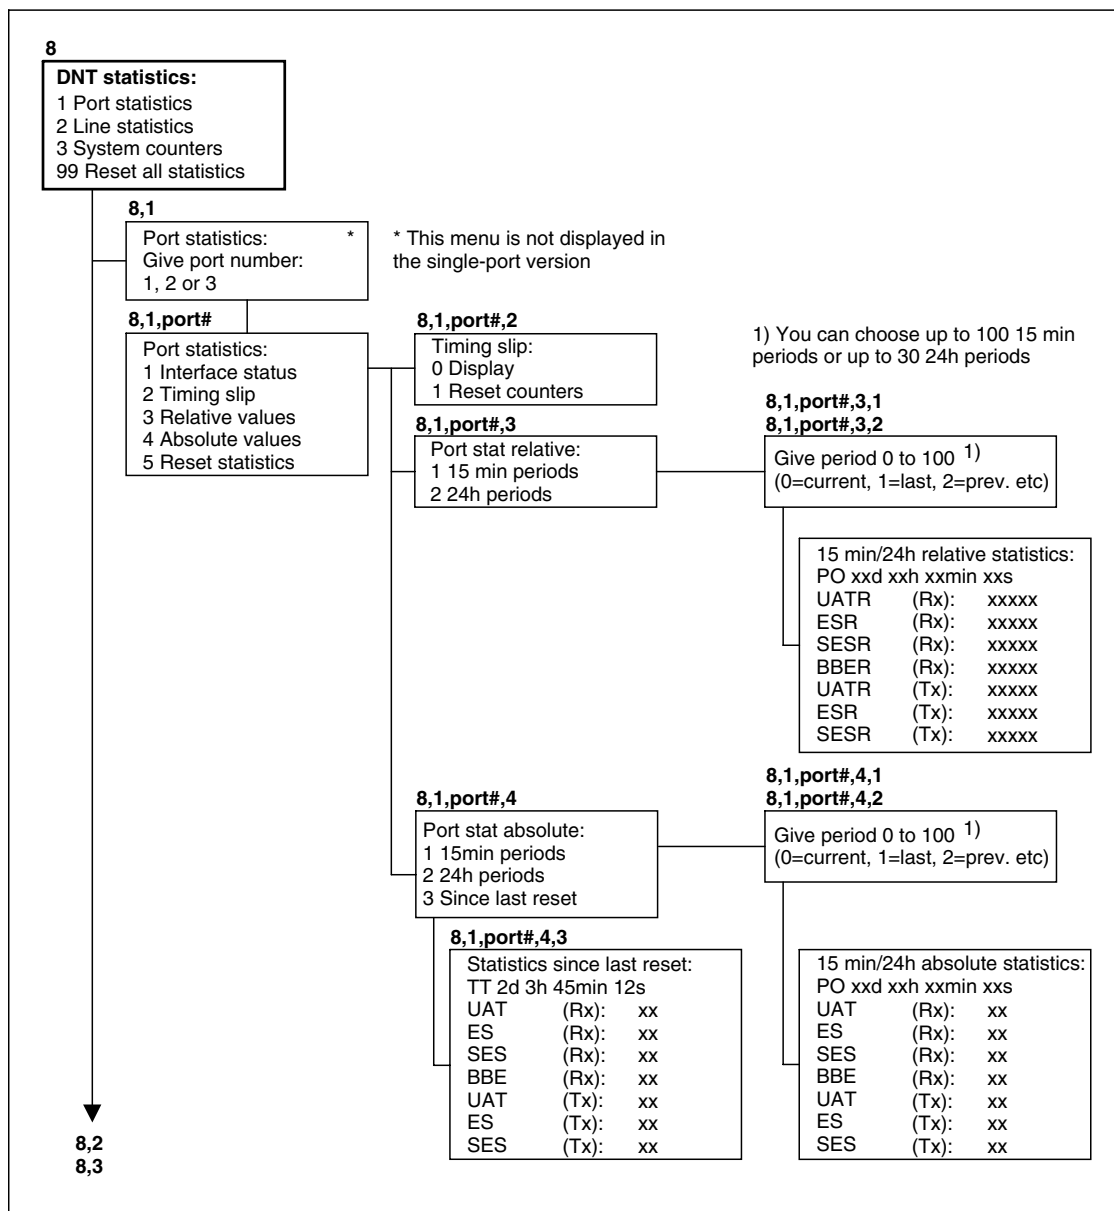 8
DNT statistics:
1 Port statistics
2 Line statistics
3 System counters
99 Reset all statistics
8,1
Port statistics: *
Give port number:
1, 2 or 3
* This menu is not displayed in
the single-port version
8,1,port#
Port statistics:
1 Interface status
2 Timing slip
3 Relative values
4 Absolute values
5 Reset statistics
8,1,port#,2
Timing slip:
0 Display
1 Reset counters
1) You can choose up to 100 15 min
periods or up to 30 24h periods
8,1,port#,3
Port stat relative:
1 15 min periods
2 24h periods
8,1,port#,3,1
8,1,port#,3,2
Give period 0 to 100 1)
(0=current, 1=last, 2=prev. etc)
15 min/24h relative statistics:
PO xxd xxh xxmin xxs
UATR (Rx): xxxxx
ESR (Rx): xxxxx
SESR (Rx): xxxxx
BBER (Rx): xxxxx
UATR (Tx): xxxxx
ESR (Tx): xxxxx
SESR (Tx): xxxxx
8,1,port#,4
Port stat absolute:
1 15min periods
2 24h periods
3 Since last reset
8,1,port#,4,1
8,1,port#,4,2
Give period 0 to 100 1)
(0=current, 1=last, 2=prev. etc)
8,1,port#,4,3
Statistics since last reset:
TT 2d 3h 45min 12s
UAT (Rx): xx
ES (Rx): xx
SES (Rx): xx
BBE (Rx): xx
UAT (Tx): xx
ES (Tx): xx
SES (Tx): xx
15 min/24h absolute statistics:
PO xxd xxh xxmin xxs
UAT (Rx): xx
ES (Rx): xx
SES (Rx): xx
BBE (Rx): xx
UAT (Tx): xx
ES (Tx): xx
SES (Tx): xx
8,2
8,3